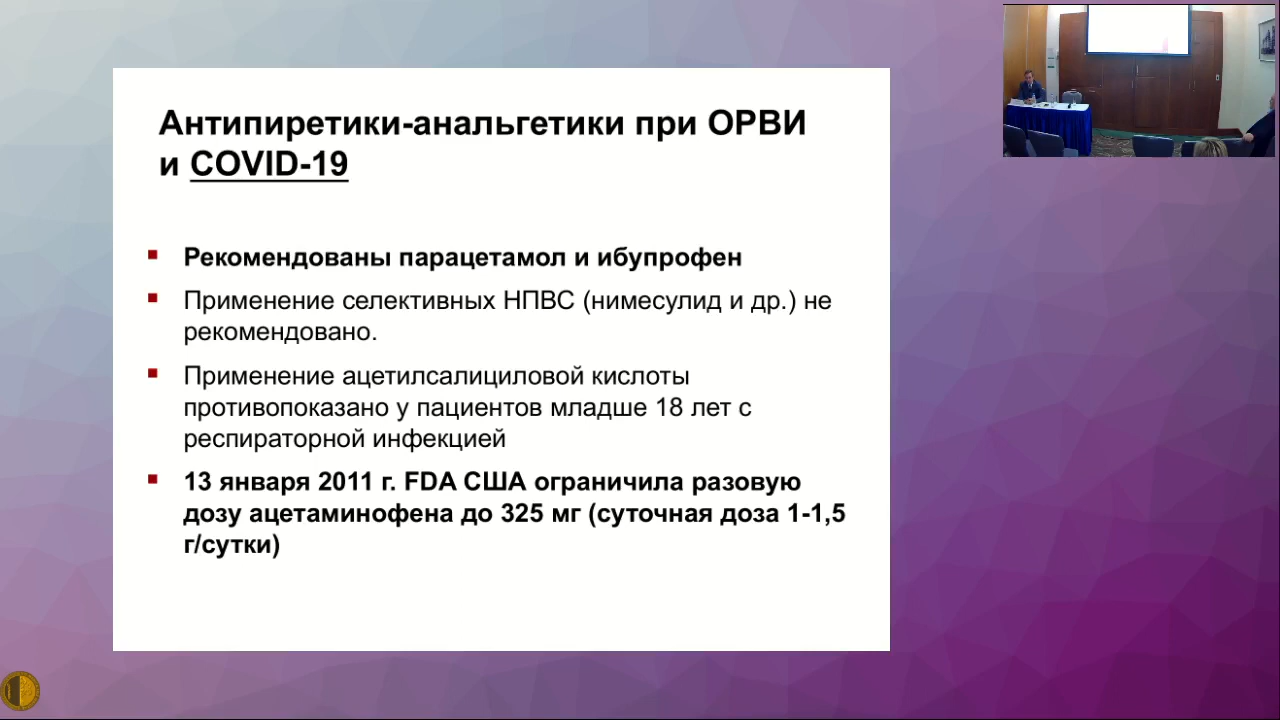 Антипиретики-анальгетики при ОРВИ
и COVID-19
Рекомендованы парацетамол и ибупрофен
Применение селективных НПВС (нимесулид и др.) не
рекомендовано.
Применение ацетилсалициловой кислоты
противопоказано у пациентов младше 18 лет с
респираторной инфекцией
13 января 2011 г. FDA США ограничила разовую
дозу ацетаминофена до 325 мг (суточная доза 1-1,5
г/сутки)